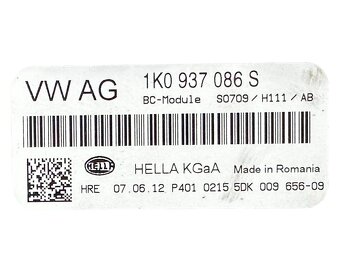 VW AG 1K0 937 086 S
BC-Module S0709 / H111 / AB
HELLA HELLA KGaA Made in Romania
HRE 07.06.12 P401 0215 5DK 009 656-09